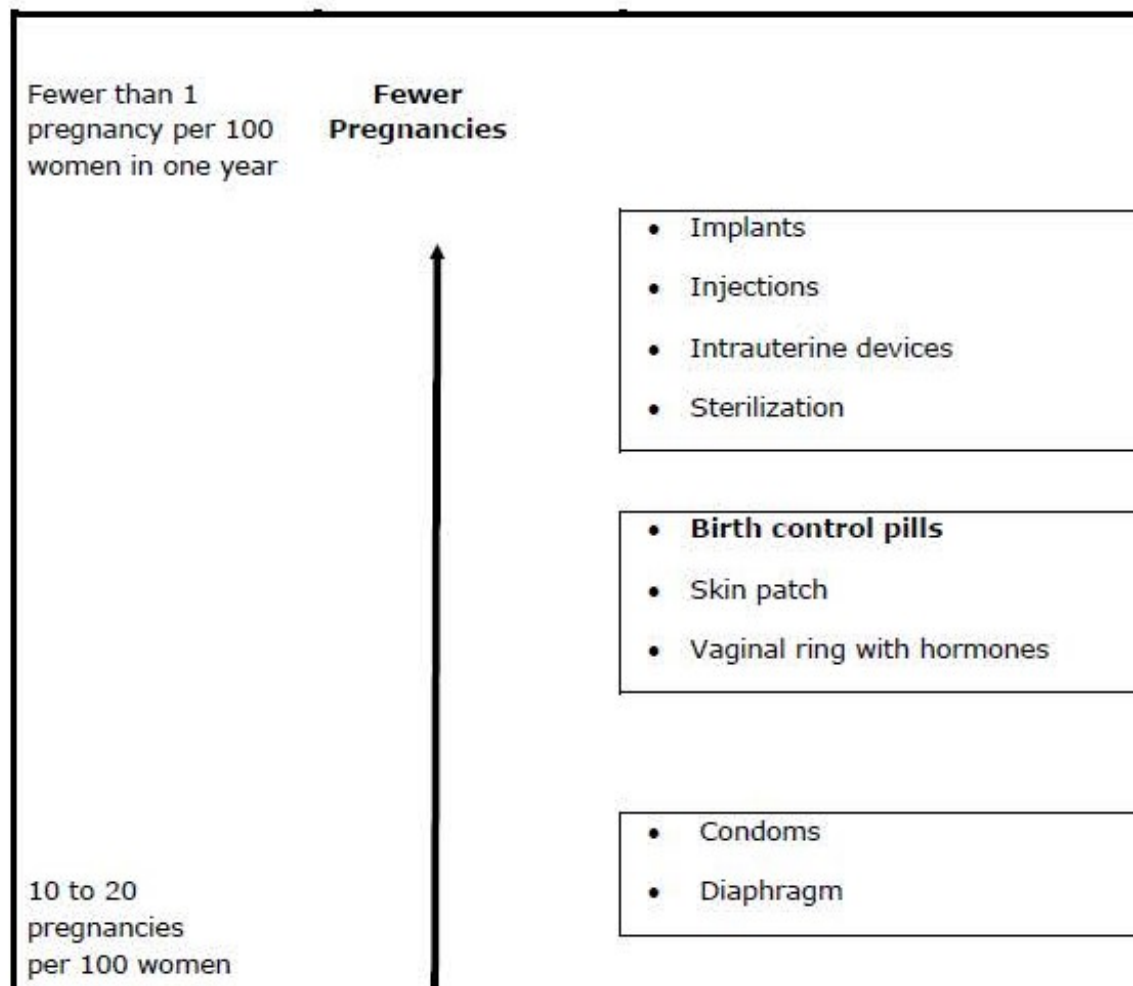 Fewer than 1
pregnancy per 100
women in one year
Fewer
Pregnancies
• Implants
• Injections
• Intrauterine devices
• Sterilization
• Birth control pills
• Skin patch
• Vaginal ring with hormones
• Condoms
• Diaphragm
10 to 20
pregnancies
per 100 women